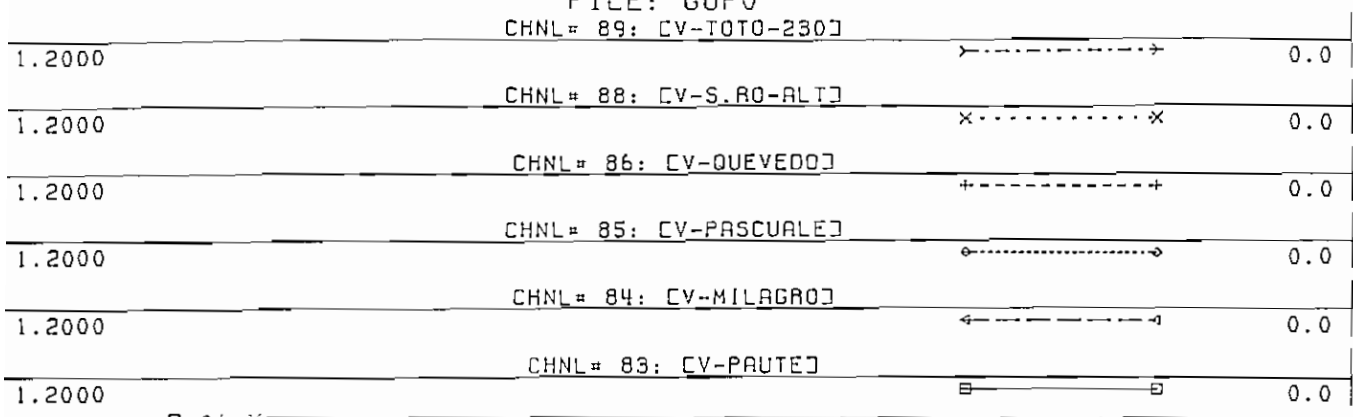 CHNL# 89: [V-TOTO-230]
1.2000 0.0
CHNL# 88: [V-S.RO-ALT]
1.2000 0.0
CHNL# 86: [V-QUEVEDO]
1.2000 0.0
CHNL# 85: [V-PASCUALE]
1.2000 0.0
CHNL# 84: [V-MILAGRO]
1.2000 0.0
CHNL# 83: [V-PAUTE]
1.2000 0.0